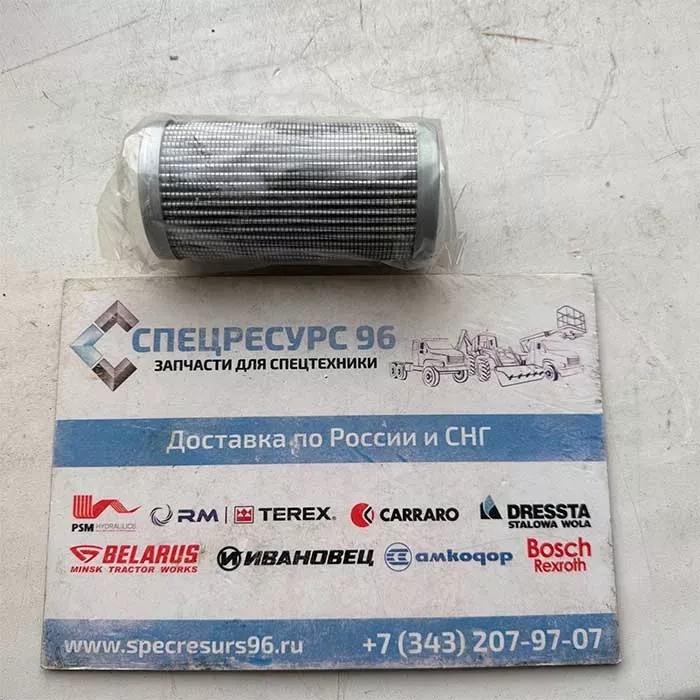 СПЕЦРЕСУРС 96
ЗАПЧАСТИ ДЛЯ СПЕЦТЕХНИКИ
Доставка по России и СНГ
PSM HYDRAULICS
RM
TEREX
CARRARO
DRESSTA
STALOWA WOLA
BELARUS
MINSK TRACTOR WORKS
ИВАНОВЕЦ
амкодор
Bosch
Rexroth
www.specresurs96.ru
+7 (343) 207-97-07